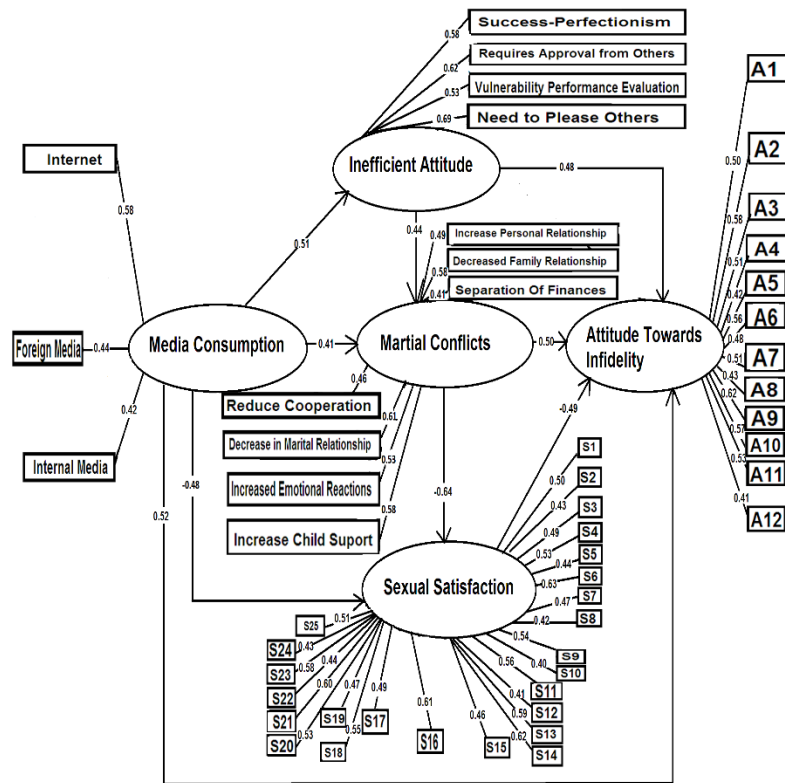 Success-Perfectionism
0.58
Requires Approval from Others
0.62
Vulnerability Performance Evaluation
0.53
Need to Please Others
0.69
Inefficient Attitude
0.48
Internet
0.58
0.51
0.44
0.49
Increase Personal Relationship
0.58
Decreased Family Relationship
0.41
Separation Of Finances
Foreign Media
0.44
Media Consumption
0.41
Martial Conflicts
0.50
Attitude Towards
Infidelity
0.42
Internal Media
0.46
Reduce Cooperation
0.61
Decrease in Marital Relationship
0.53
Increased Emotional Reactions
0.58
Increase Child Suport
-0.48
0.52
-0.64
-0.49
Sexual Satisfaction
A1
0.50
A2
0.58
A3
0.51
A4
0.42
A5
0.56
A6
0.48
A7
0.51
A8
0.43
A9
0.62
A10
0.57
A11
0.53
A12
0.41
S1
0.50
S2
0.43
S3
0.49
S4
0.53
S5
0.44
S6
0.63
S7
0.47
S8
0.42
S9
0.54
S10
0.40
S11
0.56
S12
0.41
S13
0.59
S14
0.62
S15
0.46
S16
0.61
S17
0.49
S18
0.55
S19
0.47
S20
0.53
S21
0.60
S22
0.44
S23
0.58
S24
0.43
S25
0.51